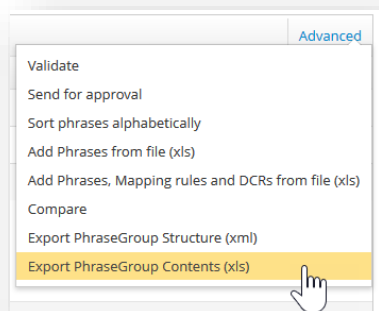 Advanced
Validate
Send for approval
Sort phrases alphabetically
Add Phrases from file (xls)
Add Phrases, Mapping rules and DCRs from file (xls)
Compare
Export PhraseGroup Structure (xml)
Export PhraseGroup Contents (xls)